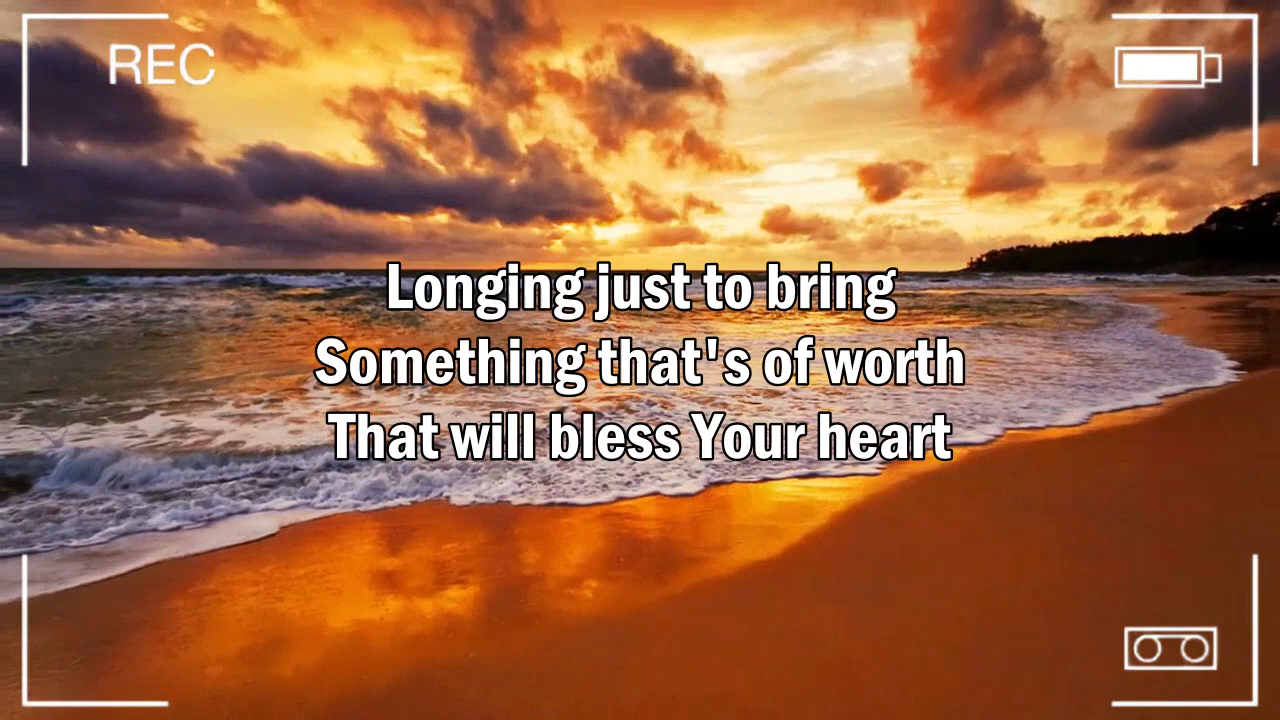 REC
Longing just to bring
Something that's of worth
That will bless Your heart